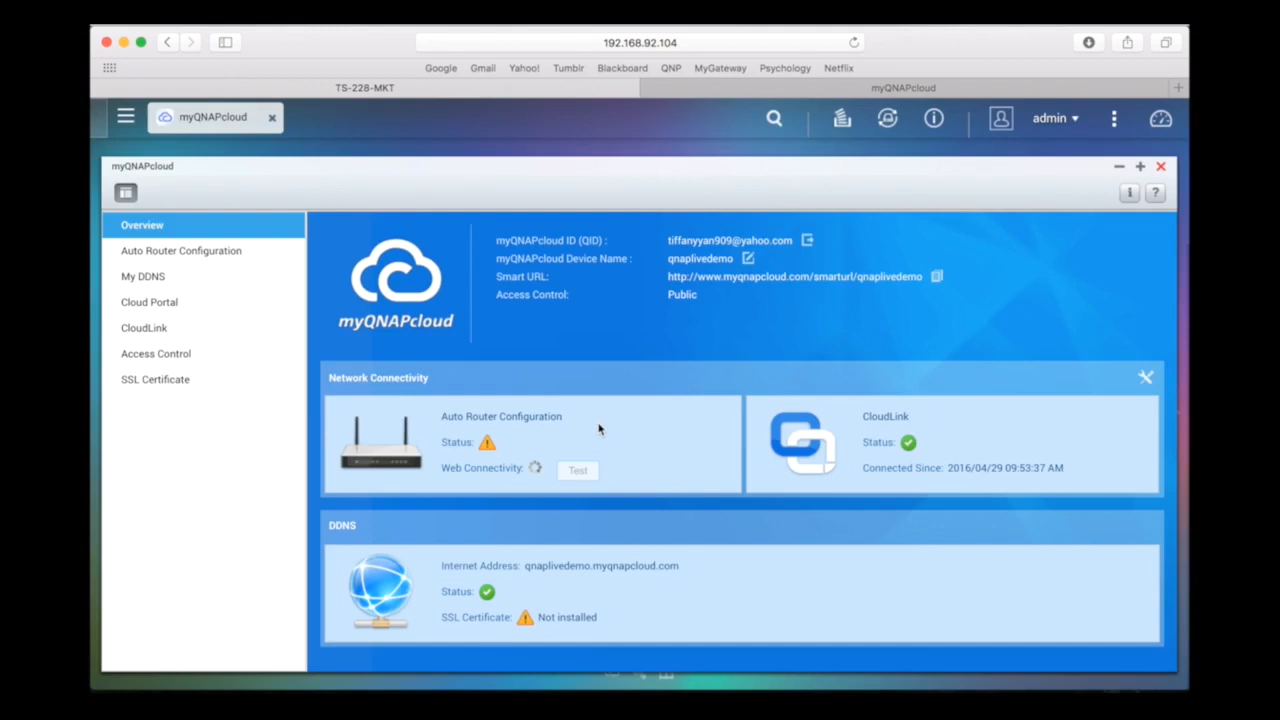 192.168.92.104
Google Gmail Yahoo! Tumblr Blackboard QNP MyGateway Psychology Netflix
TS-228-MKT myQNAPcloud
myQNAPcloud admin
myQNAPcloud
Overview
Auto Router Configuration
My DDNS
Cloud Portal
CloudLink
Access Control
SSL Certificate
myQNAPcloud
myQNAPcloud ID (QID) : tiffanyyan909@yahoo.com
myQNAPcloud Device Name : qnaplivedemo
Smart URL: http://www.myqnapcloud.com/smarturl/qnaplivedemo
Access Control: Public
Network Connectivity
Auto Router Configuration
Status:
Web Connectivity: Test
CloudLink
Status:
Connected Since: 2016/04/29 09:53:37 AM
DDNS
Internet Address: qnaplivedemo.myqnapcloud.com
Status:
SSL Certificate: Not installed